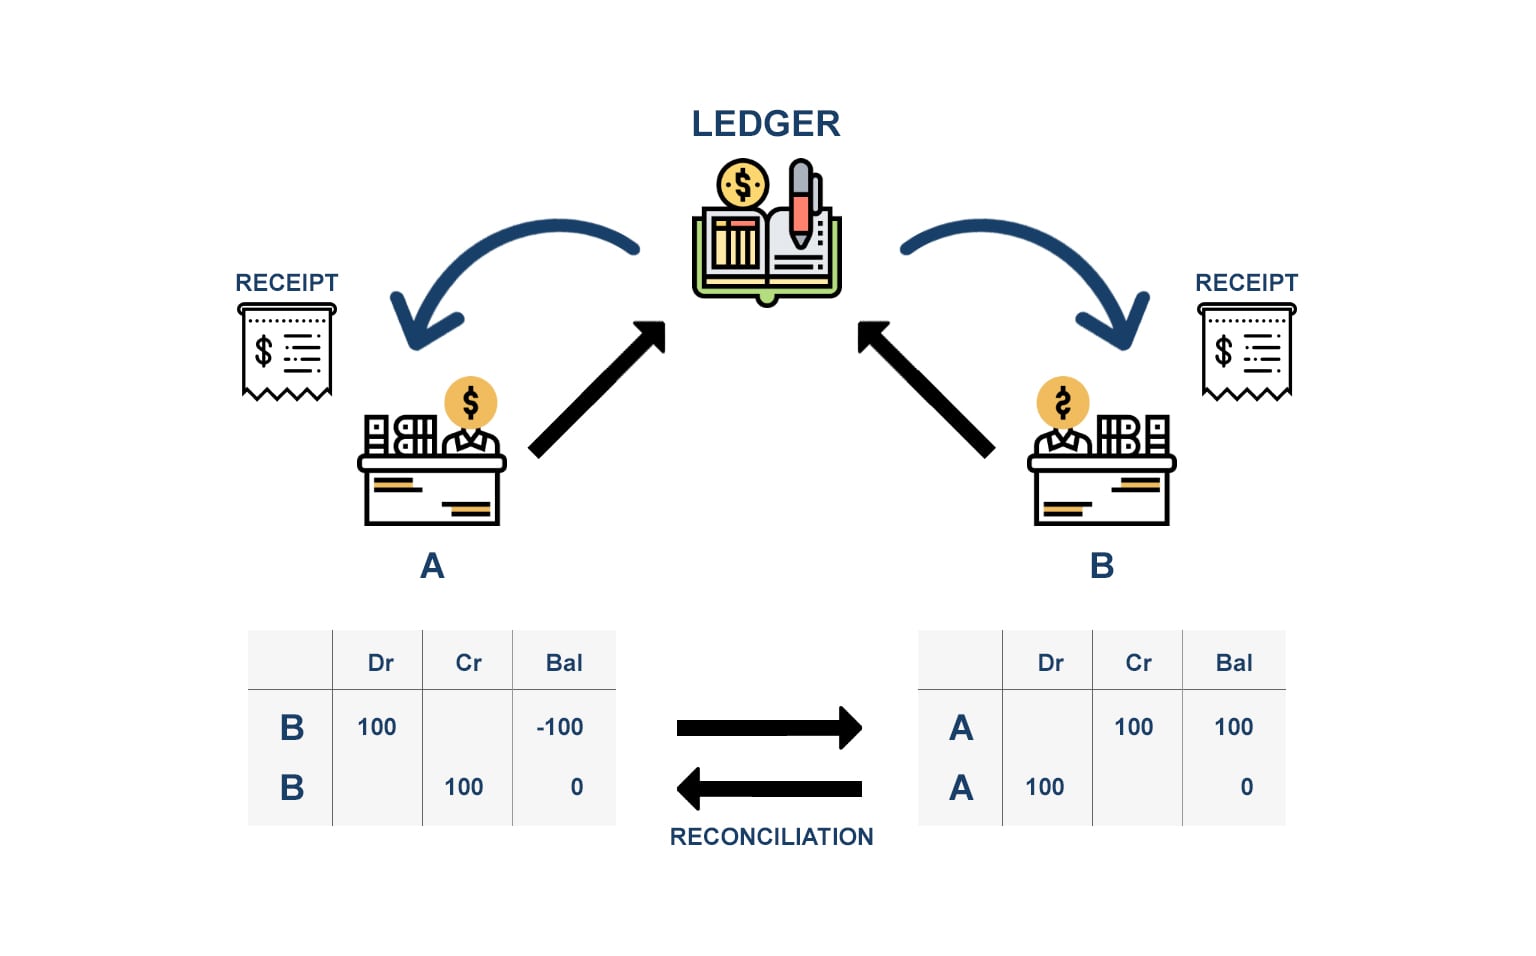 LEDGER
RECEIPT
RECEIPT
$
$
$
$
$
A
B
Dr Cr Bal
B 100 -100
B 100 0
Dr Cr Bal
A 100 100
A 100 0
RECONCILIATION